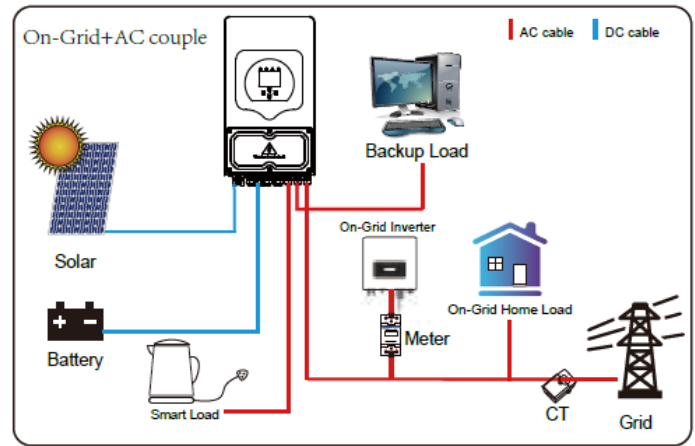 On-Grid+AC couple
AC cable
DC cable
Backup Load
On-Grid Inverter
Solar
On-Grid Home Load
Meter
Battery
Smart Load
CT
Grid